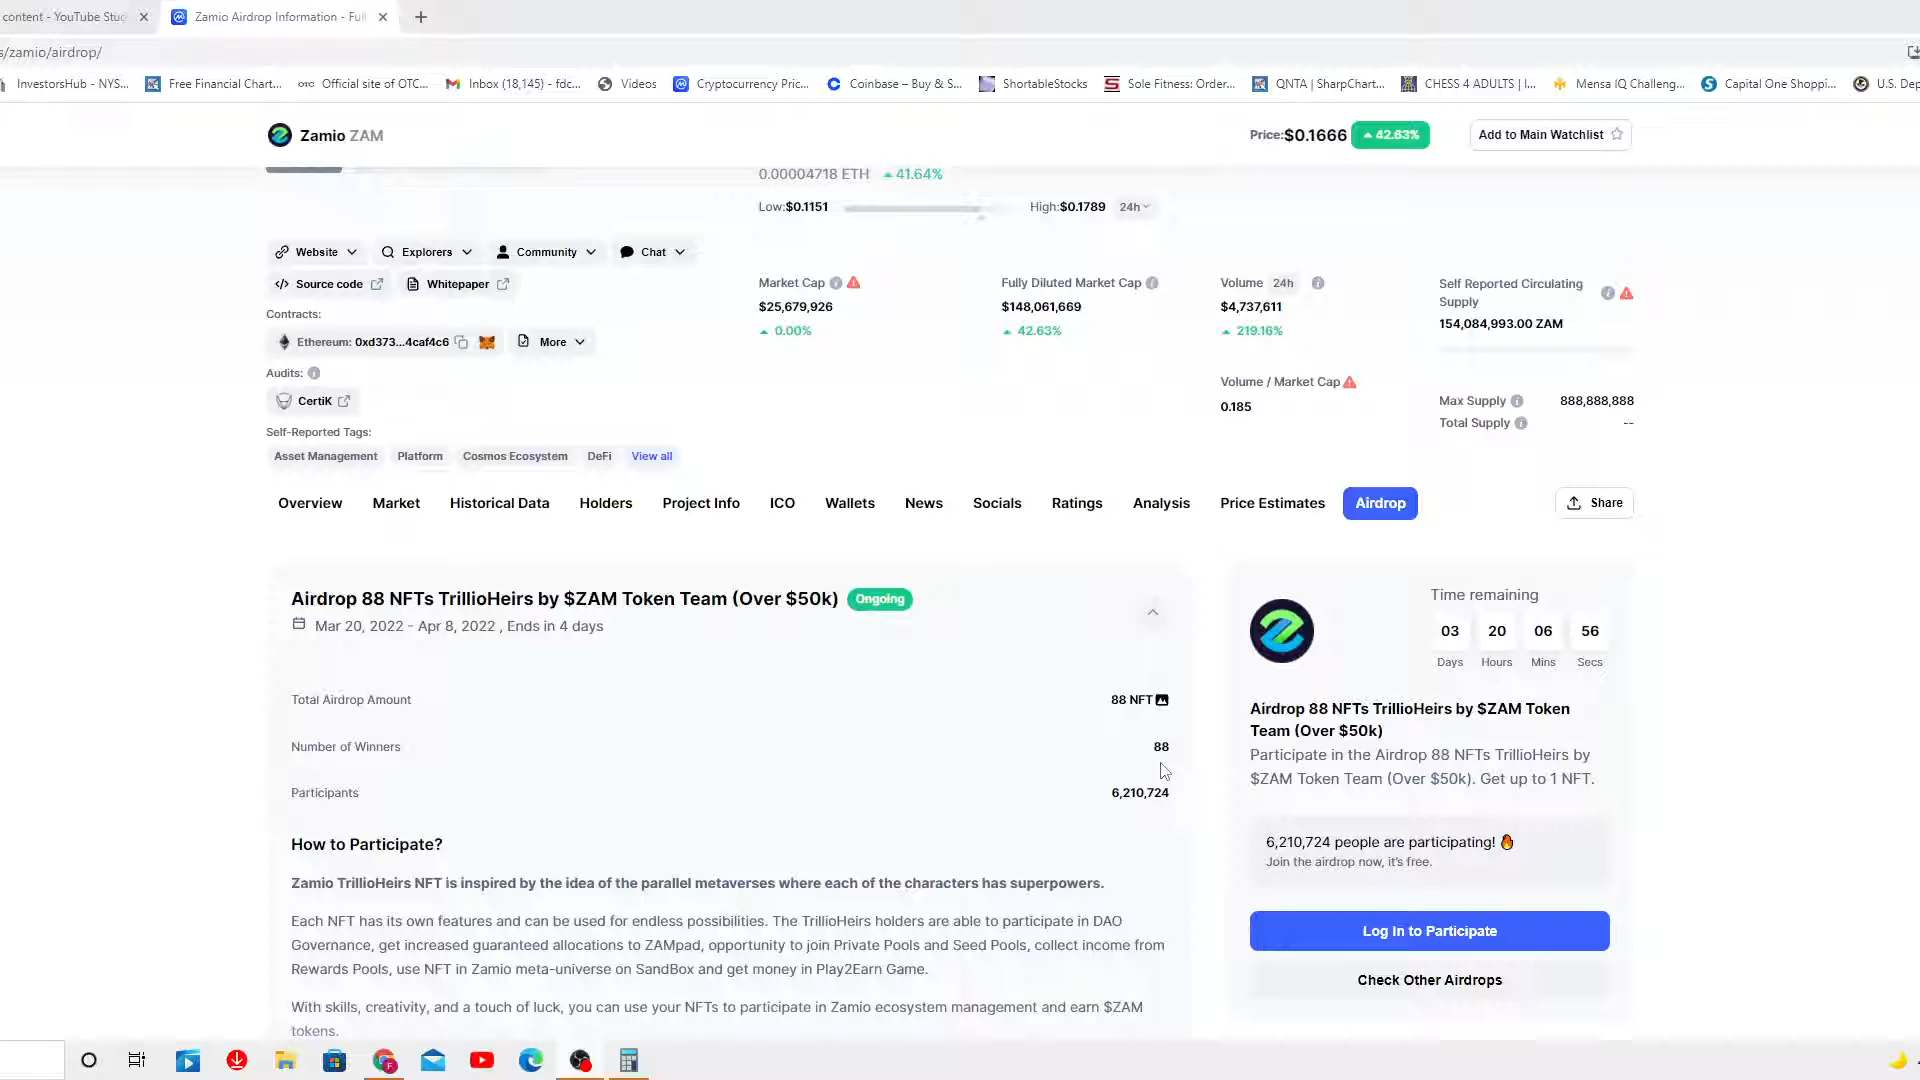 content - YouTube Stu
Zamio Airdrop Information - Ful
s/zamio/airdrop/
InvestorsHub - NYS...
Free Financial Chart...
OTC Official site of OTC...
Inbox (18,145) - fdc...
Videos
Cryptocurrency Pric...
Coinbase – Buy & S...
ShortableStocks
Sole Fitness: Order...
QNTA | SharpChart...
CHESS 4 ADULTS | I...
Mensa IQ Challeng...
Capital One Shoppi...
U.S. Dep
Zamio ZAM
Price:$0.1666 42.63%
Add to Main Watchlist
0.00004718 ETH 41.64%
Low:$0.1151
High:$0.1789 24h
Website
Explorers
Community
Chat
Source code
Whitepaper
Contracts:
Ethereum: 0xd373...4caf4c6
More
Audits:
CertiK
Self-Reported Tags:
Asset Management
Platform
Cosmos Ecosystem
DeFi
View all
Market Cap
$25,679,926
0.00%
Fully Diluted Market Cap
$148,061,669
42.63%
Volume 24h
$4,737,611
219.16%
Volume / Market Cap
0.185
Self Reported Circulating
Supply
154,084,993.00 ZAM
Max Supply 888,888,888
Total Supply --
Overview
Market
Historical Data
Holders
Project Info
ICO
Wallets
News
Socials
Ratings
Analysis
Price Estimates
Airdrop
Share
Airdrop 88 NFTs TrillioHeirs by $ZAM Token Team (Over $50k) Ongoing
Mar 20, 2022 - Apr 8, 2022 , Ends in 4 days
Total Airdrop Amount 88 NFT
Number of Winners 88
Participants 6,210,724
How to Participate?
Zamio TrillioHeirs NFT is inspired by the idea of the parallel metaverses where each of the characters has superpowers.
Each NFT has its own features and can be used for endless possibilities. The TrillioHeirs holders are able to participate in DAO
Governance, get increased guaranteed allocations to ZAMpad, opportunity to join Private Pools and Seed Pools, collect income from
Rewards Pools, use NFT in Zamio meta-universe on SandBox and get money in Play2Earn Game.
With skills, creativity, and a touch of luck, you can use your NFTs to participate in Zamio ecosystem management and earn $ZAM
tokens.
Time remaining
03 20 06 56
Days Hours Mins Secs
Airdrop 88 NFTs TrillioHeirs by $ZAM Token
Team (Over $50k)
Participate in the Airdrop 88 NFTs TrillioHeirs by
$ZAM Token Team (Over $50k). Get up to 1 NFT.
6,210,724 people are participating! 🔥
Join the airdrop now, it's free.
Log In to Participate
Check Other Airdrops